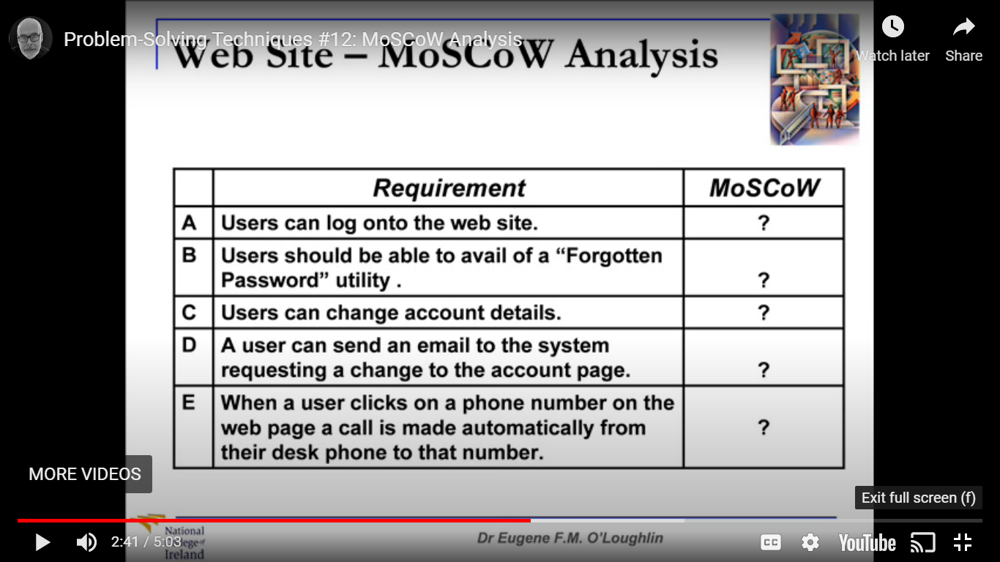 Problem-Solving Techniques #12: MoSCoW Analysis
Watch later
Share
Web Site – MoSCoW Analysis
Requirement
MoSCoW
A
Users can log onto the web site.
?
B
Users should be able to avail of a “Forgotten
Password” utility .
?
C
Users can change account details.
?
D
A user can send an email to the system
requesting a change to the account page.
?
E
When a user clicks on a phone number on the
web page a call is made automatically from
their desk phone to that number.
?
MORE VIDEOS
Exit full screen (f)
National
College of
Ireland
Dr Eugene F.M. O'Loughlin
2:41 / 5:03
CC
YouTube